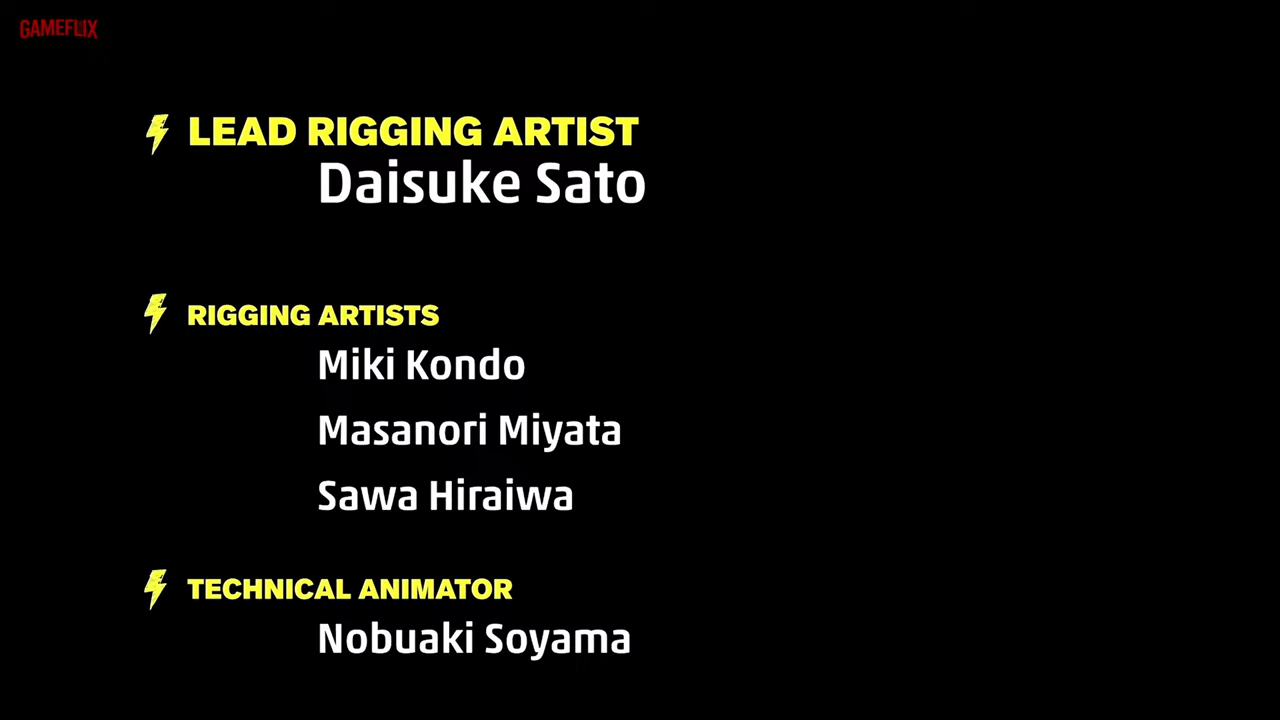 GAMEFLIX
LEAD RIGGING ARTIST
Daisuke Sato
RIGGING ARTISTS
Miki Kondo
Masanori Miyata
Sawa Hiraiwa
TECHNICAL ANIMATOR
Nobuaki Soyama